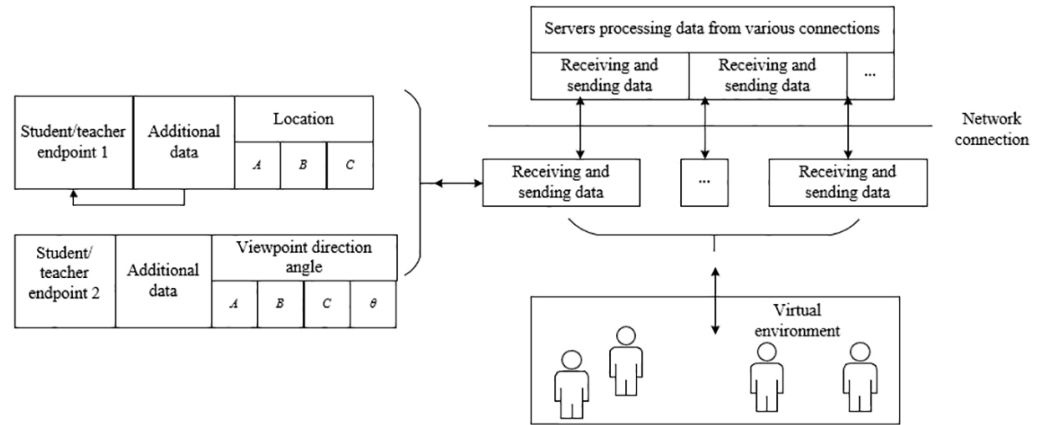 Servers processing data from various connections
Receiving and
sending data
Receiving and
sending data
...
Network
connection
Student/teacher
endpoint 1
Additional
data
Location
A
B
C
Receiving and
sending data
...
Receiving and
sending data
Student/
teacher
endpoint 2
Additional
data
Viewpoint direction
angle
A
B
C
θ
Virtual
environment